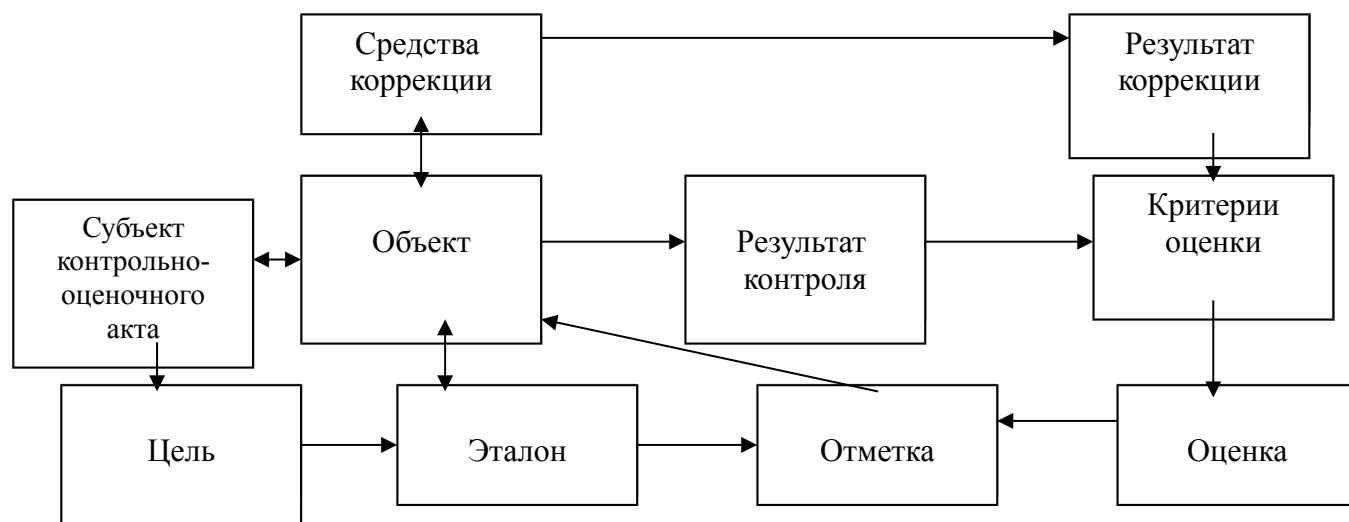 Средства
коррекции
Результат
коррекции
Субъект
контрольно-
оценочного
акта
Объект
Результат
контроля
Критерии
оценки
Цель
Эталон
Отметка
Оценка